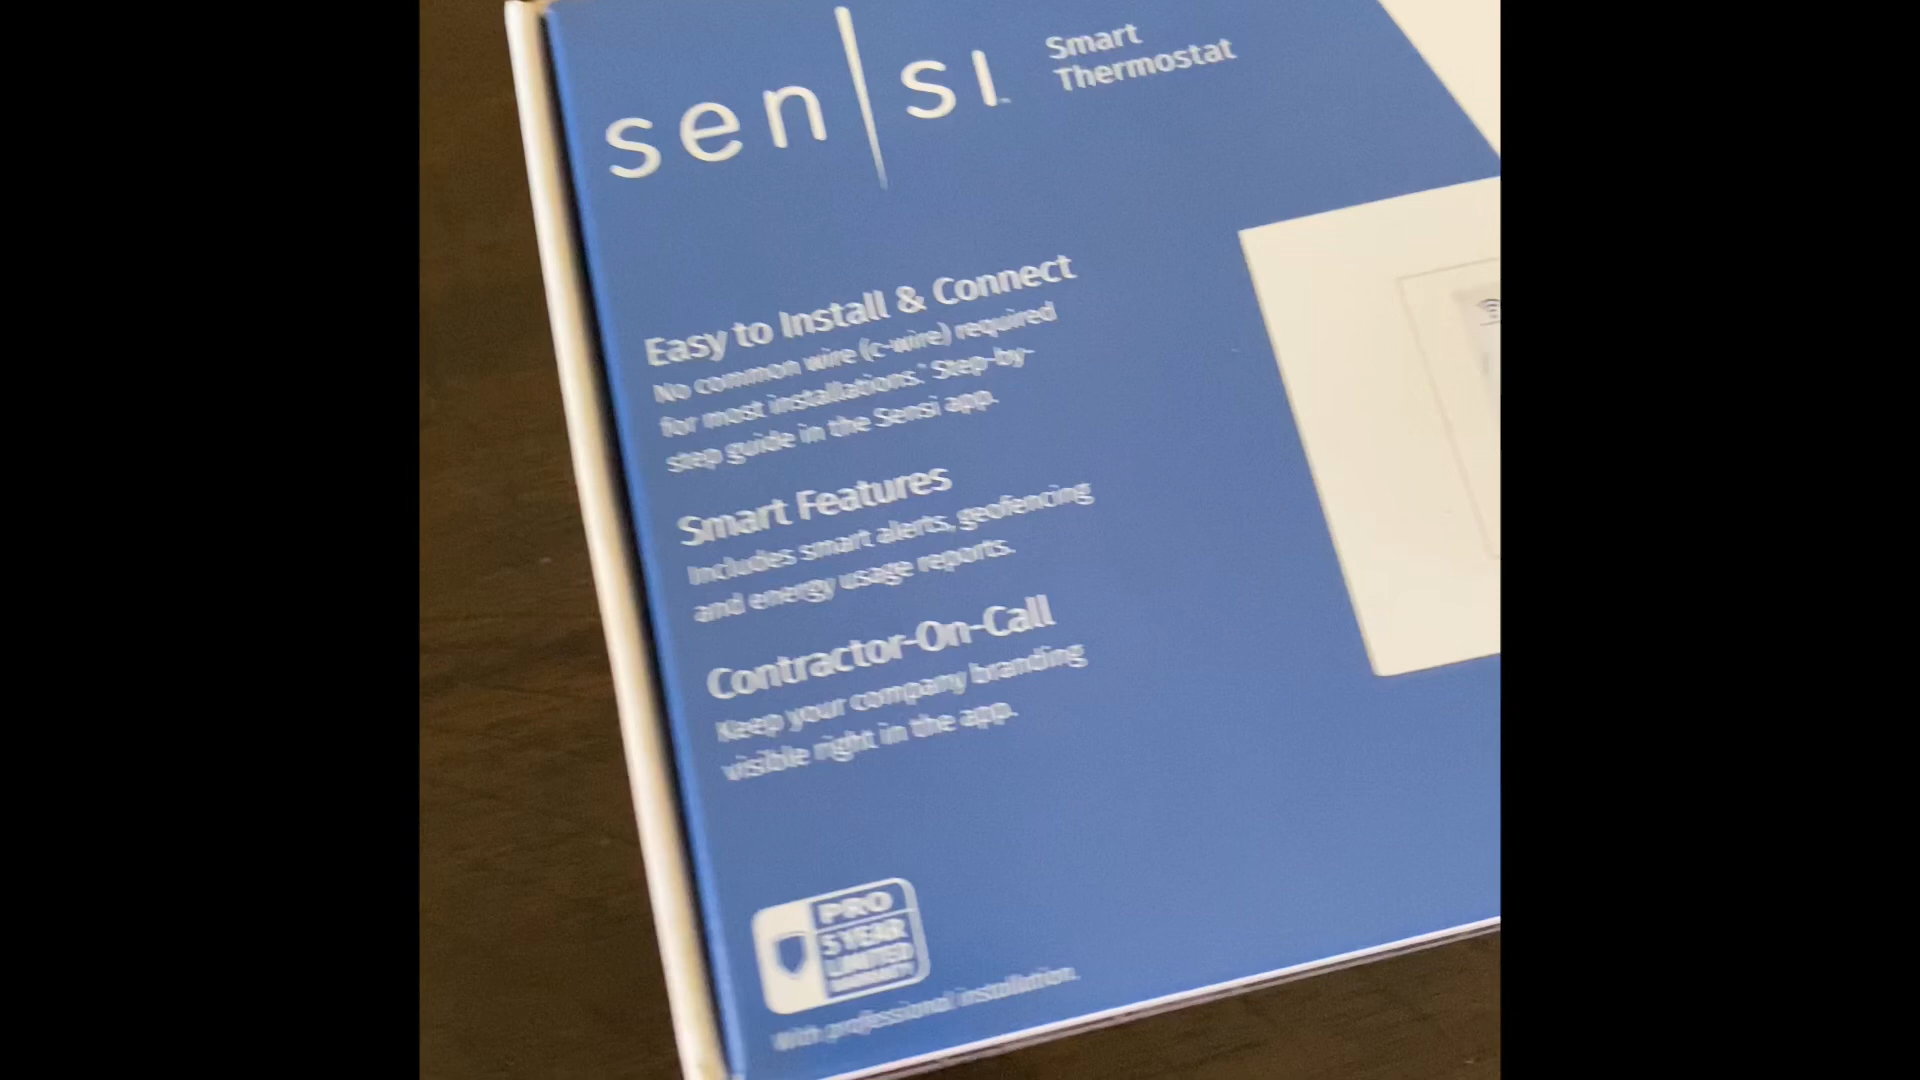 sensi™
Smart
Thermostat
Easy to Install & Connect
No common wire (c-wire) required
for most installations.* Step-by-
step guide in the Sensi app.
Smart Features
Includes smart alerts, geofencing
and energy usage reports.
Contractor-On-Call
Keep your company branding
visible right in the app.
PRO
5 YEAR
LIMITED
WARRANTY
With professional installation.